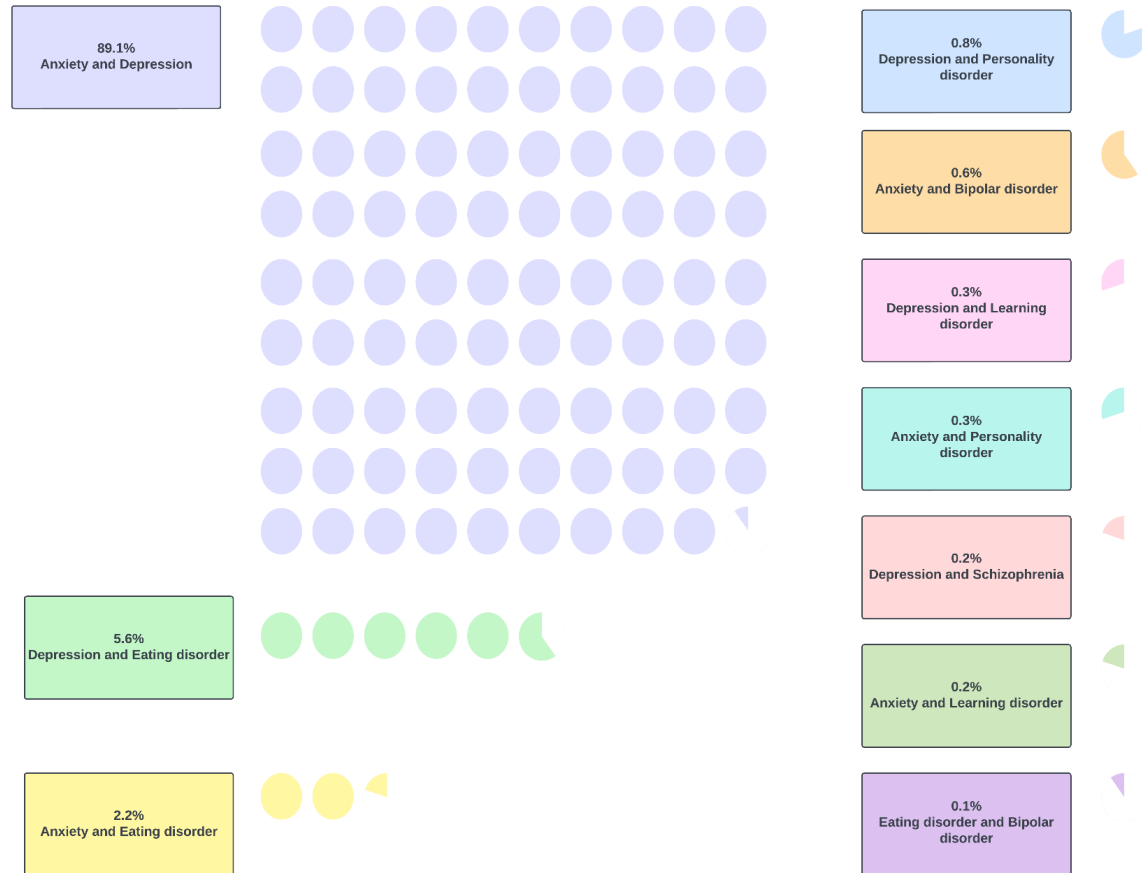 89.1%
Anxiety and Depression
5.6%
Depression and Eating disorder
2.2%
Anxiety and Eating disorder
0.8%
Depression and Personality
disorder
0.6%
Anxiety and Bipolar disorder
0.3%
Depression and Learning
disorder
0.3%
Anxiety and Personality
disorder
0.2%
Depression and Schizophrenia
0.2%
Anxiety and Learning disorder
0.1%
Eating disorder and Bipolar
disorder